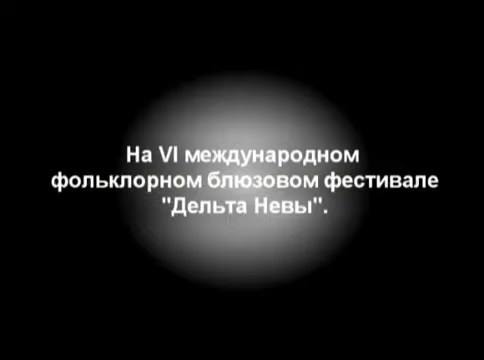 На VI международном
фольклорном блюзовом фестивале
"Дельта Невы".